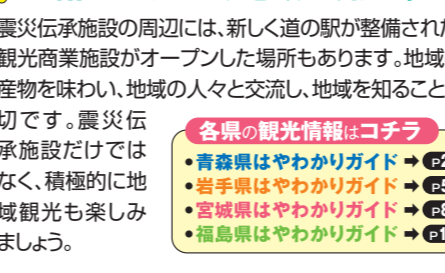 震災伝承施設の周辺には、新しく道の駅が整備された
観光商業施設がオープンした場所もあります。地域
産物を味わい、地域の人々と交流し、地域を知ること
切です。震災伝
承施設だけでは
なく、積極的に地
域観光も楽しみ
ましょう。
各県の観光情報はコチラ
•青森県はやわかりガイド ➡
•岩手県はやわかりガイド ➡
•宮城県はやわかりガイド ➡
•福島県はやわかりガイド ➡